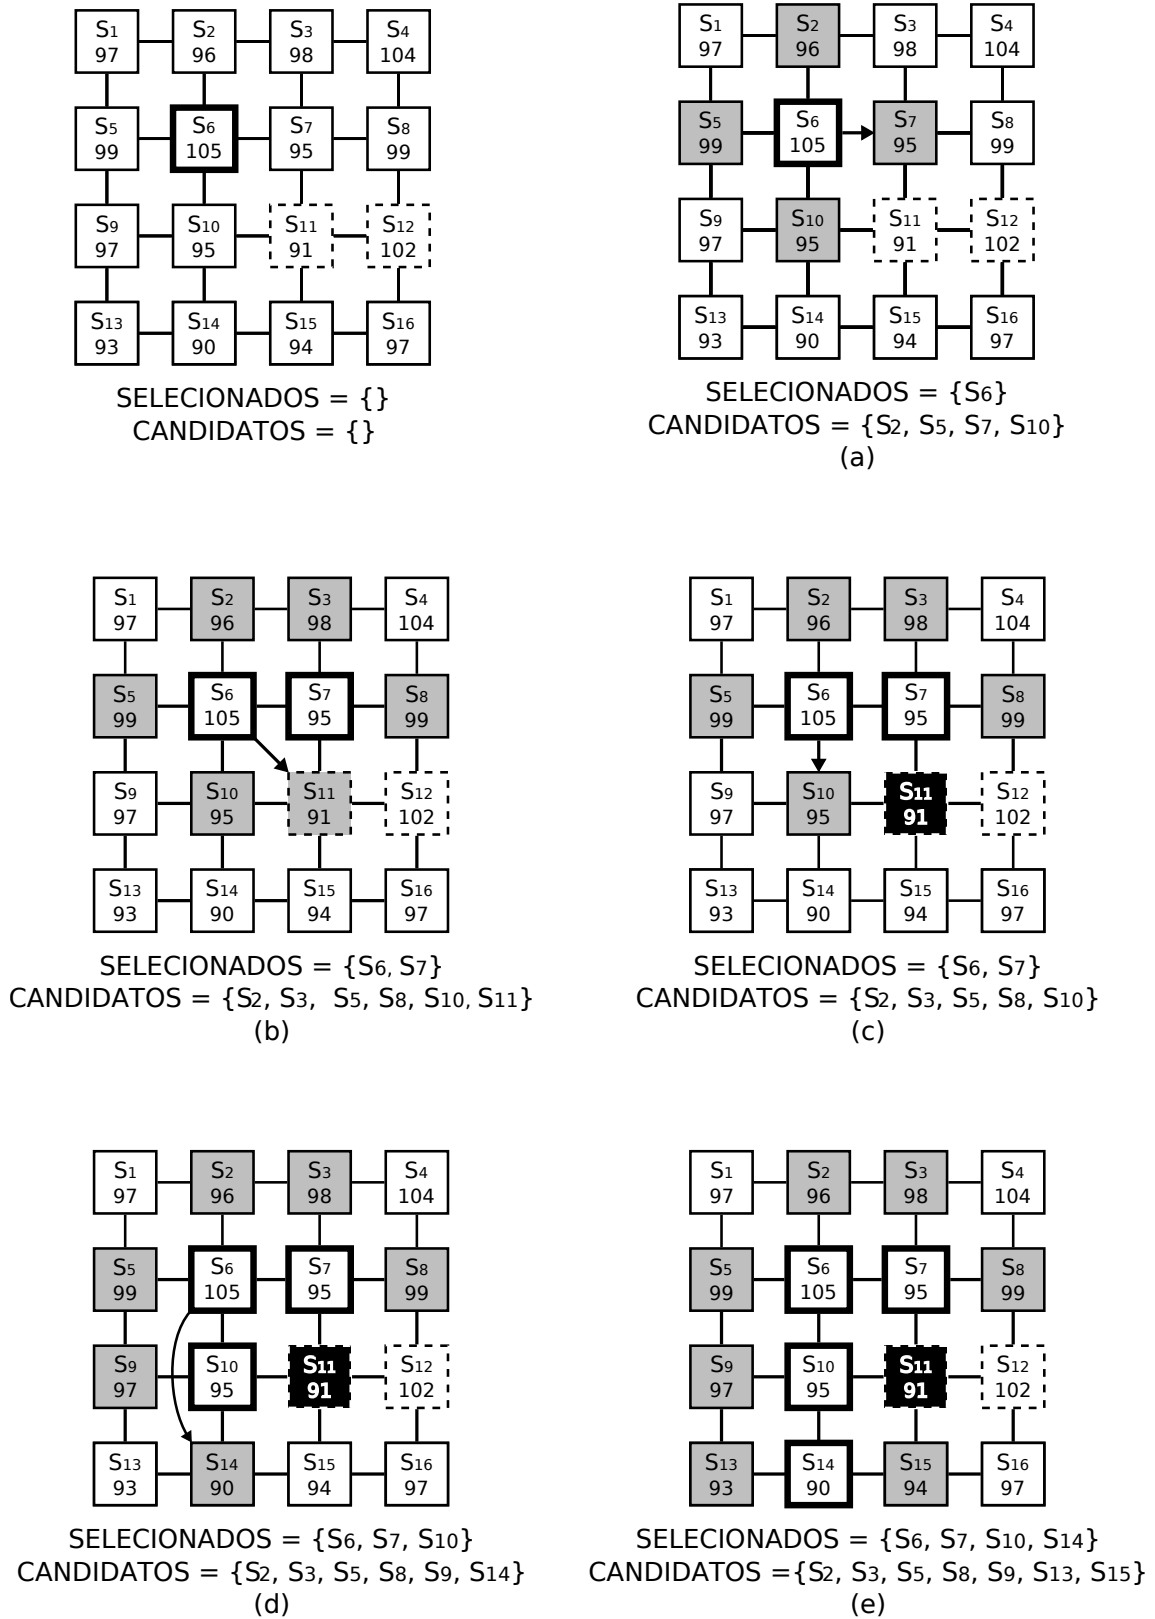 S1 S2 S3 S4
97 96 98 104
S5 S6 S7 S8
99 105 95 99
S9 S10 S11 S12
97 95 91 102
S13 S14 S15 S16
93 90 94 97
SELECIONADOS = {}
CANDIDATOS = {}
S1 S2 S3 S4
97 96 98 104
S5 S6 S7 S8
99 105 95 99
S9 S10 S11 S12
97 95 91 102
S13 S14 S15 S16
93 90 94 97
SELECIONADOS = {S6}
CANDIDATOS = {S2, S5, S7, S10}
(a)
S1 S2 S3 S4
97 96 98 104
S5 S6 S7 S8
99 105 95 99
S9 S10 S11 S12
97 95 91 102
S13 S14 S15 S16
93 90 94 97
SELECIONADOS = {S6, S7}
CANDIDATOS = {S2, S3, S5, S8, S10, S11}
(b)
S1 S2 S3 S4
97 96 98 104
S5 S6 S7 S8
99 105 95 99
S9 S10 S11 S12
97 95 91 102
S13 S14 S15 S16
93 90 94 97
SELECIONADOS = {S6, S7}
CANDIDATOS = {S2, S3, S5, S8, S10}
(c)
S1 S2 S3 S4
97 96 98 104
S5 S6 S7 S8
99 105 95 99
S9 S10 S11 S12
97 95 91 102
S13 S14 S15 S16
93 90 94 97
SELECIONADOS = {S6, S7, S10}
CANDIDATOS = {S2, S3, S5, S8, S9, S14}
(d)
S1 S2 S3 S4
97 96 98 104
S5 S6 S7 S8
99 105 95 99
S9 S10 S11 S12
97 95 91 102
S13 S14 S15 S16
93 90 94 97
SELECIONADOS = {S6, S7, S10, S14}
CANDIDATOS ={S2, S3, S5, S8, S9, S13, S15}
(e)